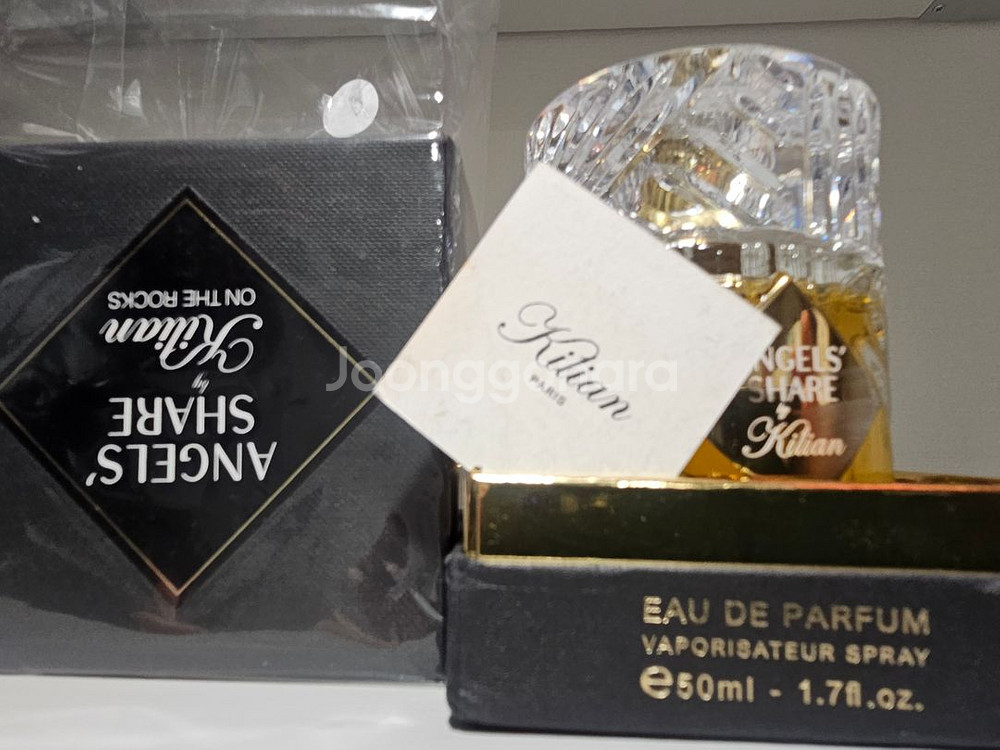 ANGELS'
SHARE
by
Kilian
ON THE ROCKS
Kilian
PARIS
ANGELS'
SHARE
by
Kilian
EAU DE PARFUM
VAPORISATEUR SPRAY
℮50ml - 1.7fl.oz.
Joonggonara